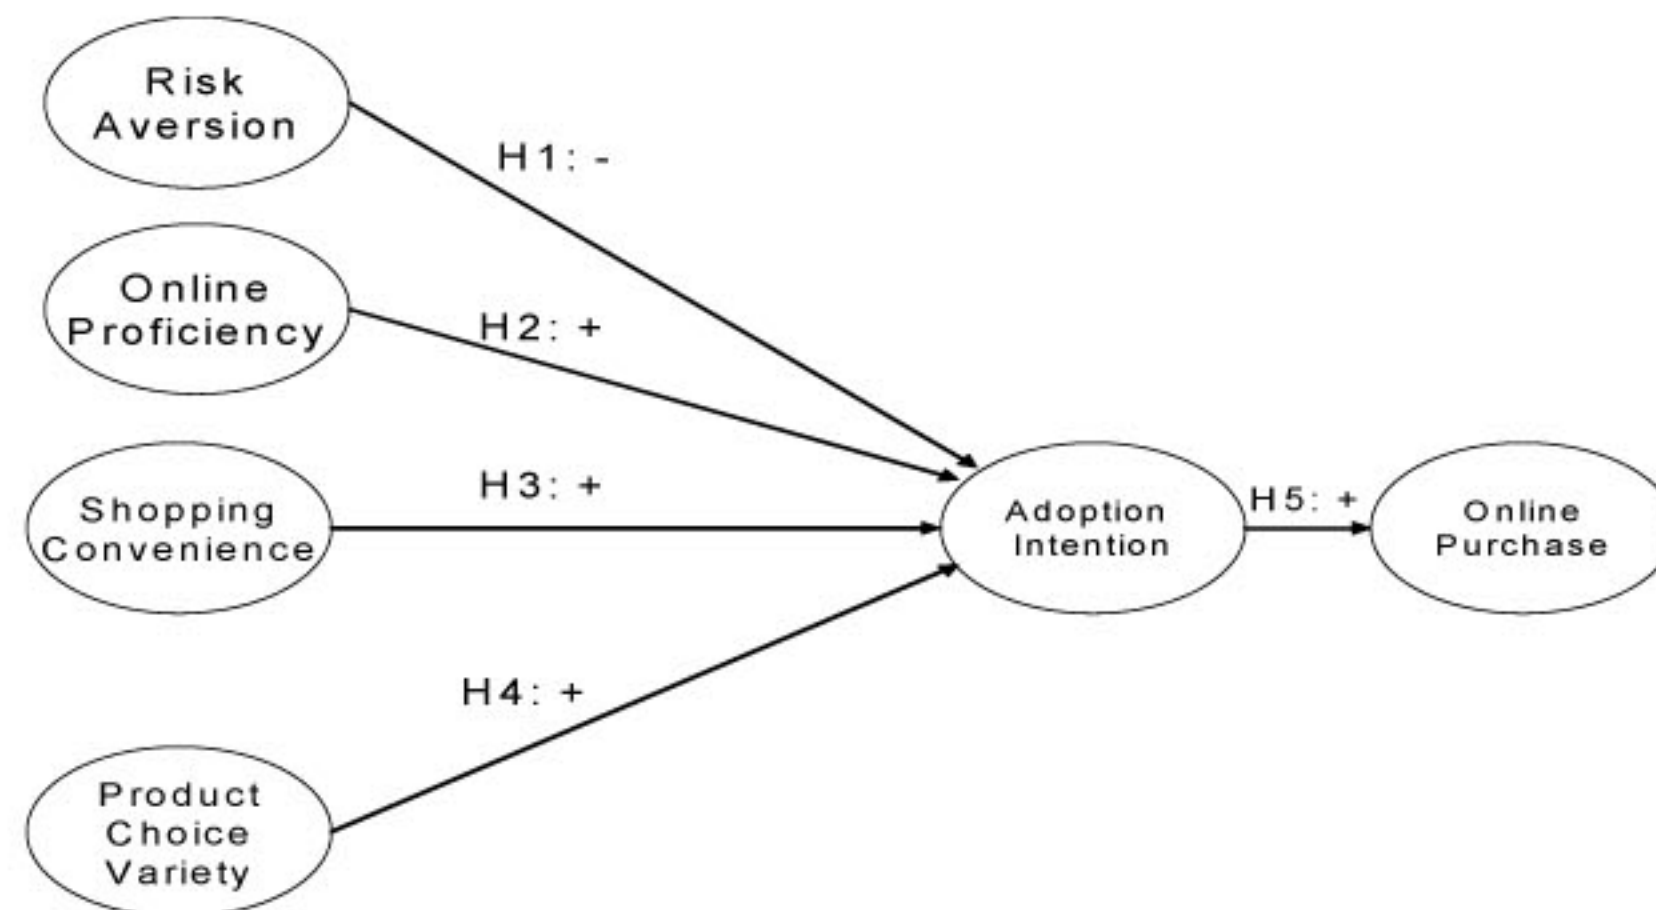 Risk
Aversion
H1: -
Online
Proficiency
H2: +
Shopping
Convenience
H3: +
Adoption
Intention
H5: +
Online
Purchase
H4: +
Product
Choice
Variety